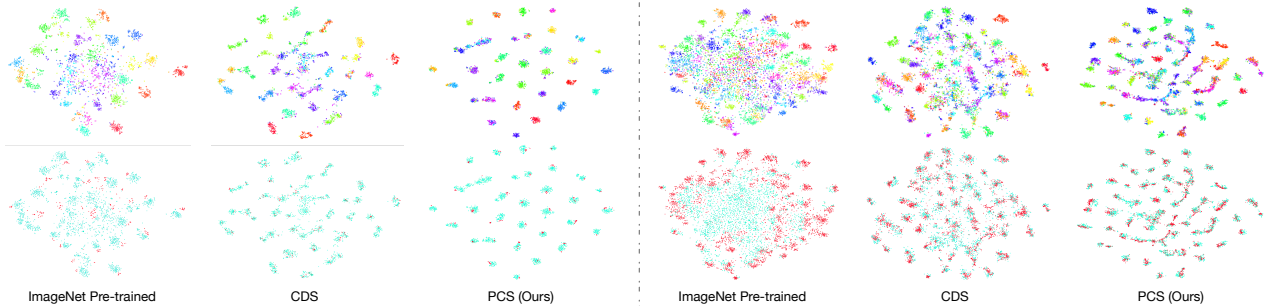 ImageNet Pre-trained
CDS
PCS (Ours)
ImageNet Pre-trained
CDS
PCS (Ours)